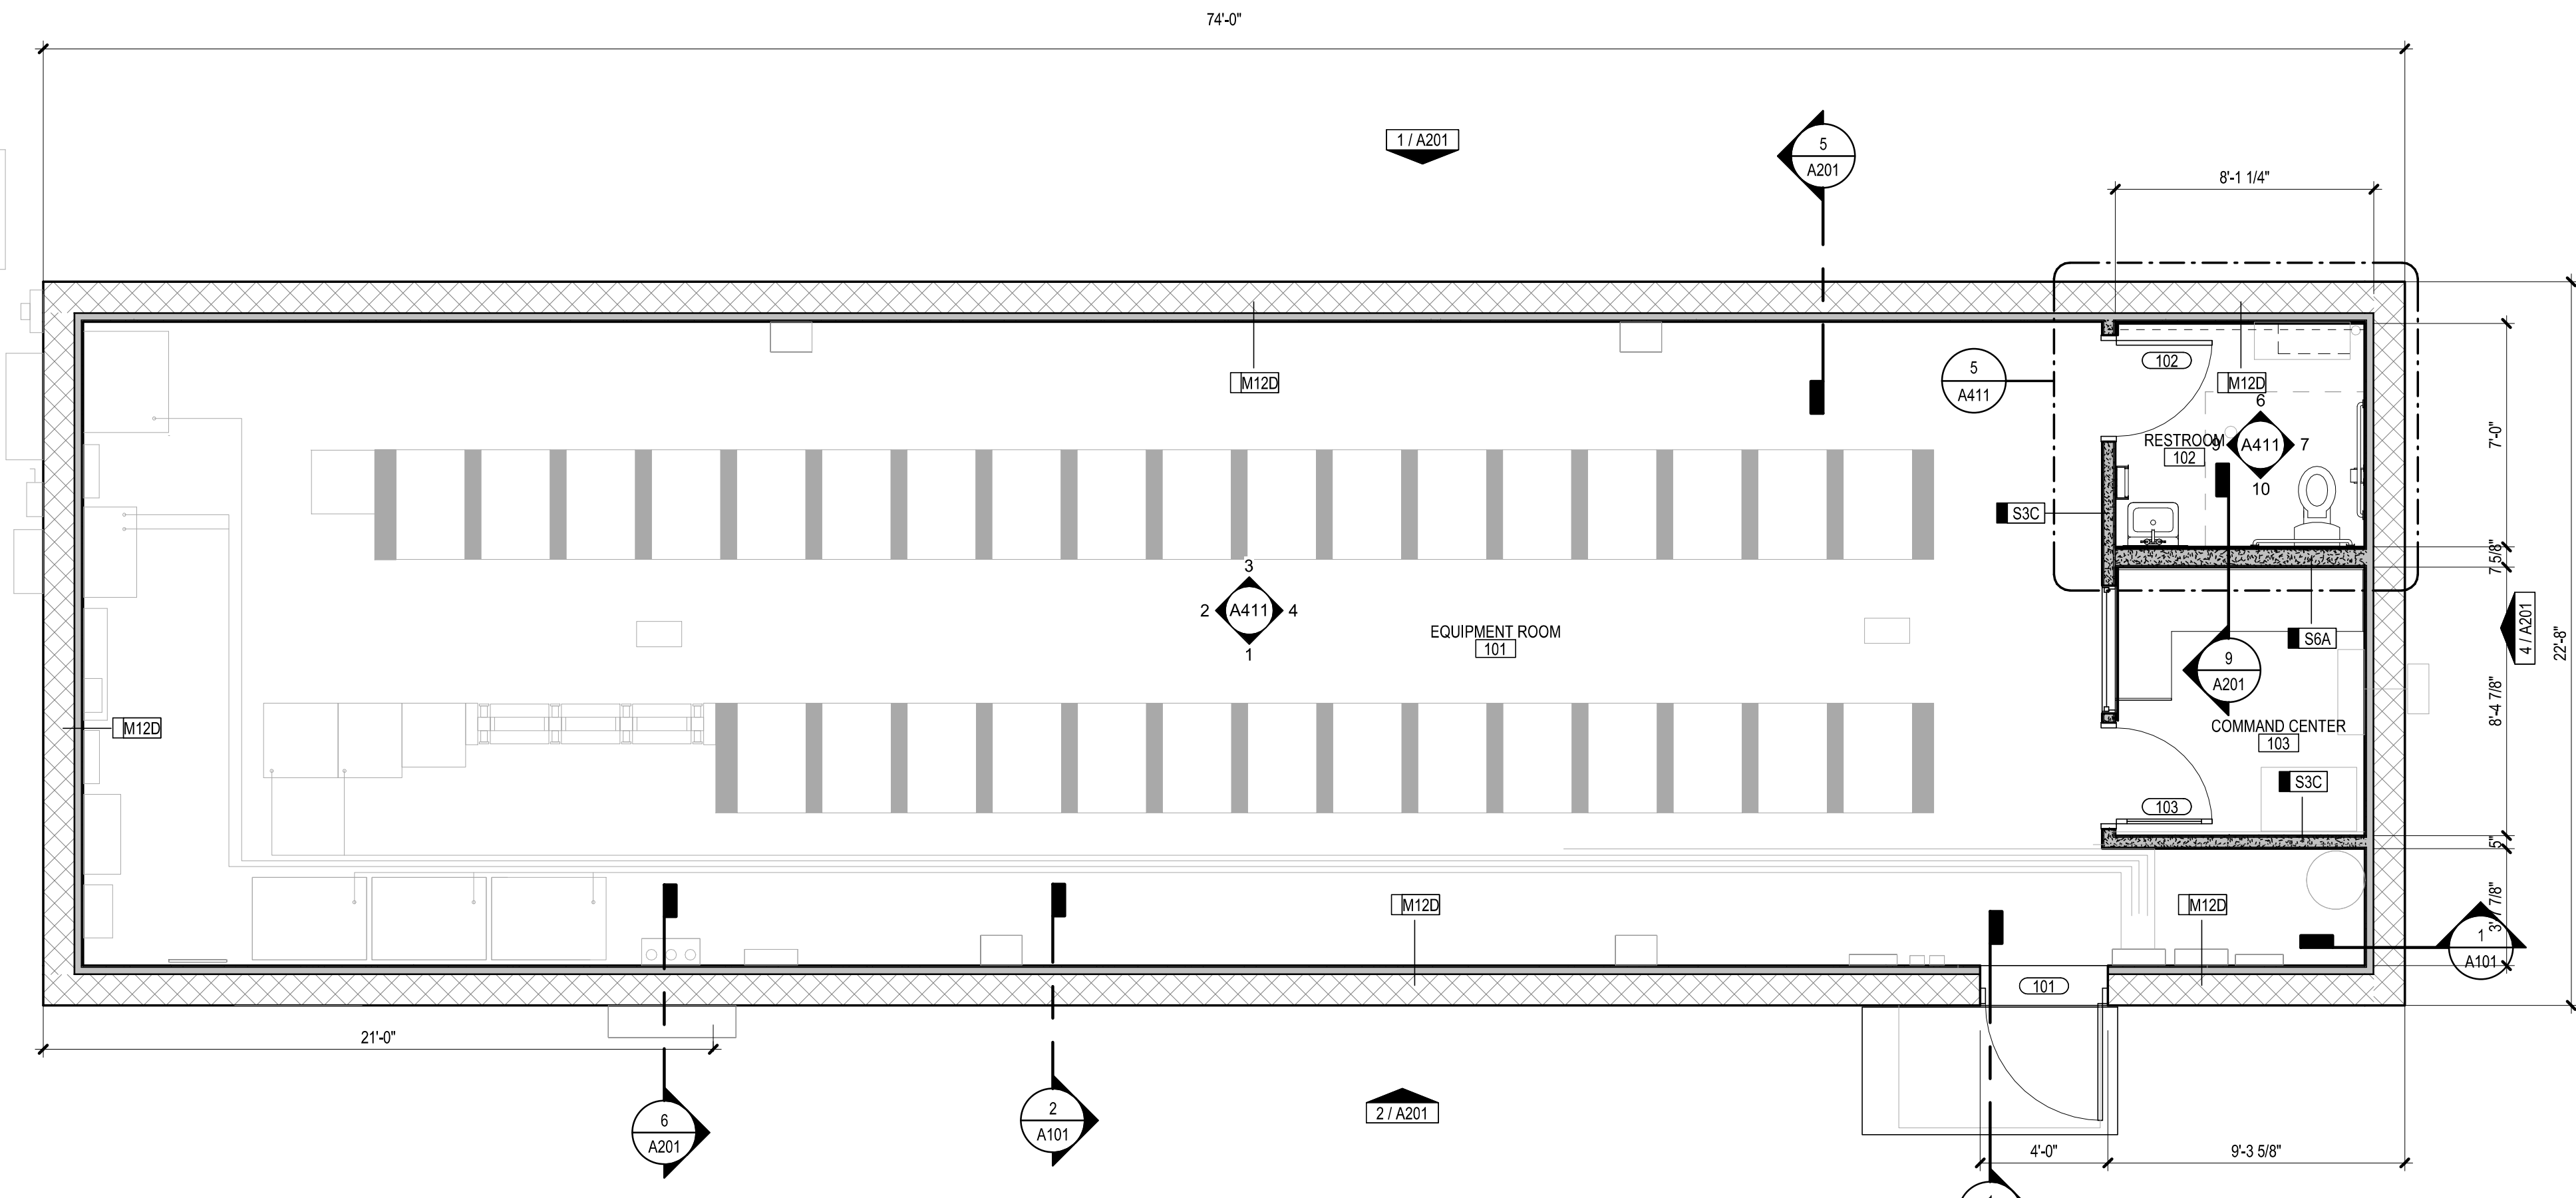 74'-0"
1 / A201
5
A201
8'-1 1/4"
M12D
5
A411
102
M12D
6
RESTROOM
102
9
A411
7
10
7'-0"
S3C
7 5/8"
3
2
A411
4
1
EQUIPMENT ROOM
101
S6A
4 / A201
22'-8"
9
A201
8'-4 7/8"
M12D
COMMAND CENTER
103
S3C
103
5"
M12D
M12D
1
A101
101
21'-0"
6
A201
2
A101
2 / A201
4'-0"
9'-3 5/8"